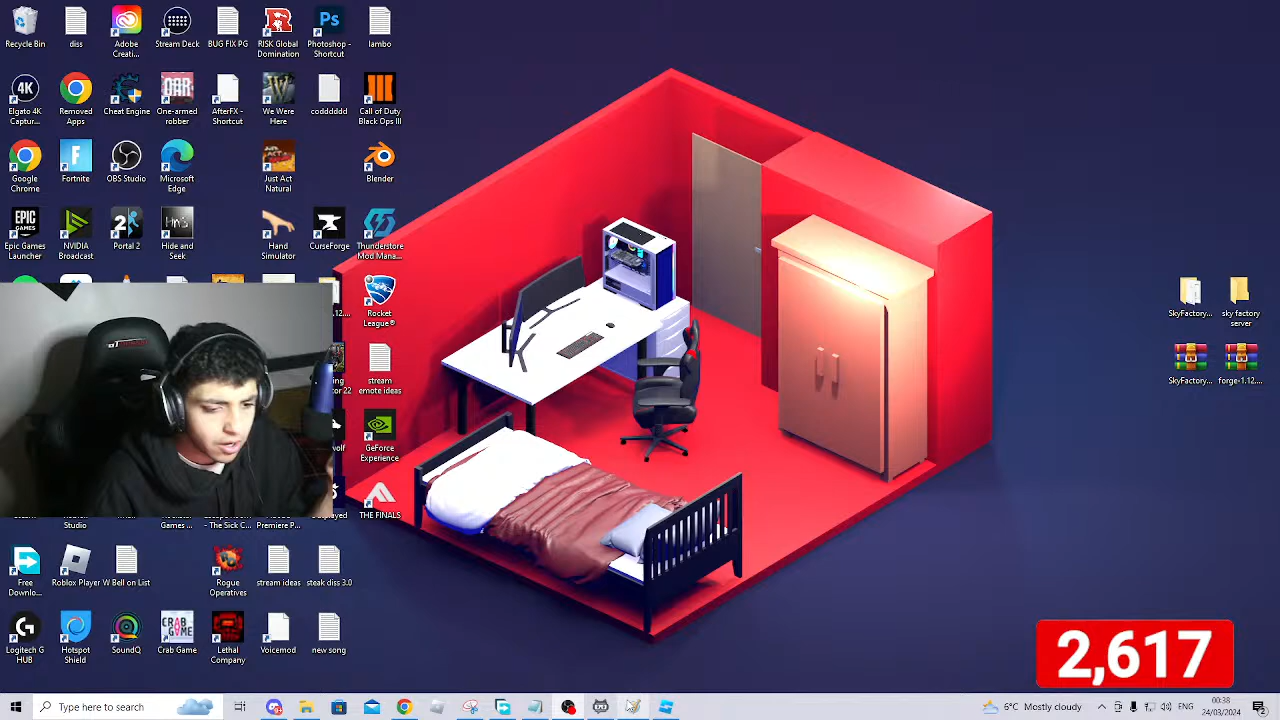 Recycle Bin
diss
Adobe Creati...
Stream Deck
BUG FIX PG
RISK Global Domination
Photoshop - Shortcut
lambo
Elgato 4K Captur...
Removed Apps
Cheat Engine
One-armed robber
AfterFX - Shortcut
We Were Here
codddddd
Call of Duty Black Ops III
Google Chrome
Fortnite
OBS Studio
Microsoft Edge
Just Act Natural
Blender
Epic Games Launcher
NVIDIA Broadcast
Portal 2
Hide and Seek
Hand Simulator
CurseForge
Thunderstore Mod Mana...
Rocket League®
SkyFactory...
sky factory
stream emote ideas
forge-1.12...
GeForce Experience
THE FINALS
Studio
Games ...
- The Sick C...
Premiere P...
Free Downlo...
Roblox Player
W Bell on List
Rogue Operatives
stream ideas
steak diss 3.0
Logitech G HUB
Hotspot Shield
SoundQ
Crab Game
Lethal Company
Voicemod
new song
2,617
Type here to search
5°C Mostly cloudy
ENG
00:38
24/03/2024